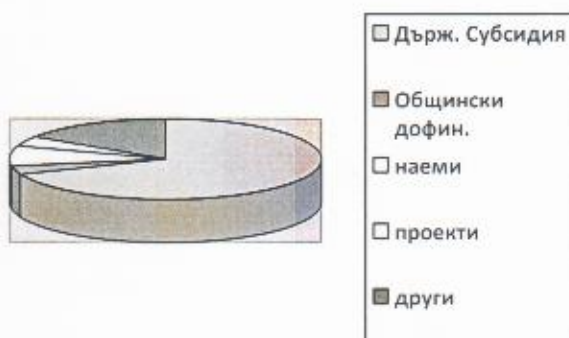 Държ. Субсидия
Общински
дофин.
наеми
проекти
други